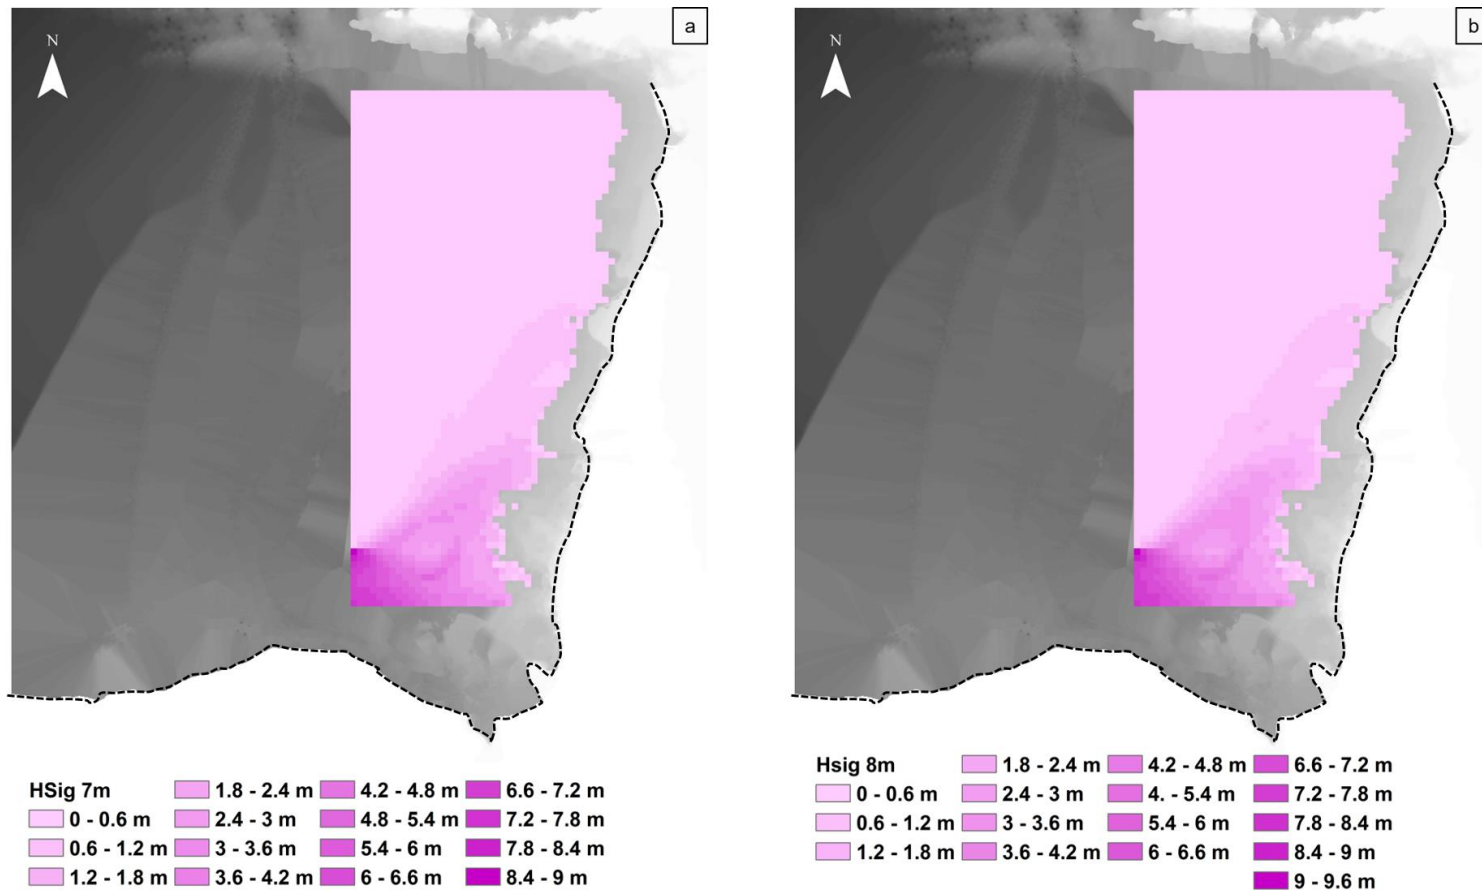 N
a
HSig 7m
0 - 0.6 m
0.6 - 1.2 m
1.2 - 1.8 m
1.8 - 2.4 m
2.4 - 3 m
3 - 3.6 m
3.6 - 4.2 m
4.2 - 4.8 m
4.8 - 5.4 m
5.4 - 6 m
6 - 6.6 m
6.6 - 7.2 m
7.2 - 7.8 m
7.8 - 8.4 m
8.4 - 9 m
N
b
Hsig 8m
0 - 0.6 m
0.6 - 1.2 m
1.2 - 1.8 m
1.8 - 2.4 m
2.4 - 3 m
3 - 3.6 m
3.6 - 4.2 m
4.2 - 4.8 m
4. - 5.4 m
5.4 - 6 m
6 - 6.6 m
6.6 - 7.2 m
7.2 - 7.8 m
7.8 - 8.4 m
8.4 - 9 m
9 - 9.6 m